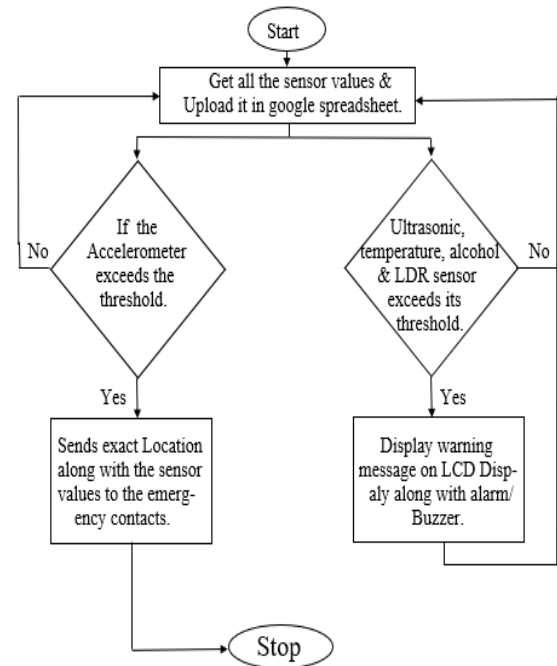 Start
Get all the sensor values &
Upload it in google spreadsheet.
If the
Accelerometer
exceeds the
threshold.
No
Yes
Ultrasonic,
temperature, alcohol
& LDR sensor
exceeds its
threshold.
No
Yes
Sends exact Location
along with the sensor
values to the emerg-
ency contacts.
Display warning
message on LCD Disp-
aly along with alarm/
Buzzer.
Stop